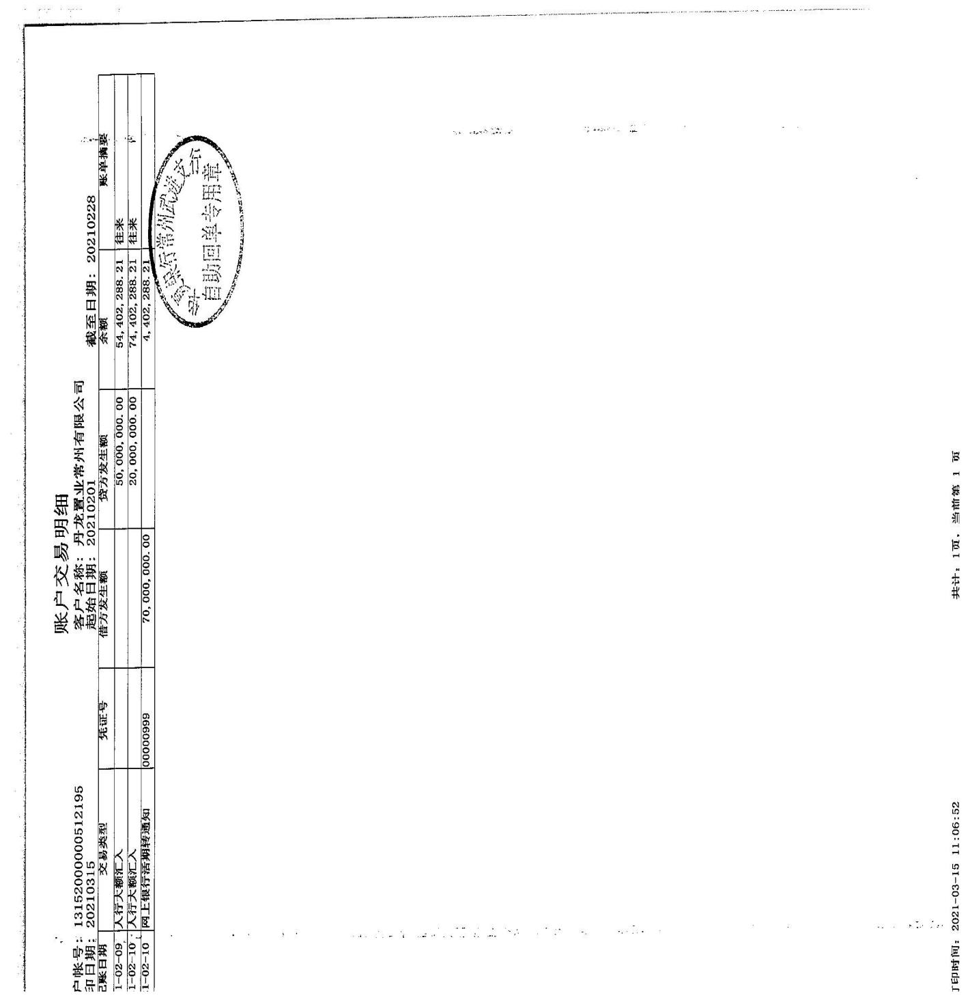 账户交易明细
户帐号: 13152000000512195 客户名称: 丹龙置业常州有限公司
印日期: 20210315 起始日期: 20210201 截至日期: 20210228
账日期 交易类型 凭证号 借方发生额 贷方发生额 余额 账单摘要
1-02-09 人行大额汇入 50,000,000.00 54,402,288.21 往来
1-02-10 人行大额汇入 20,000,000.00 74,402,288.21 往来
1-02-10 网上银行活期转通知 00000999 70,000,000.00 4,402,288.21
华夏银行常州武进支行
自助回单专用章
印时间: 2021-03-15 11:06:52 共计: 1页, 当前第 1 页